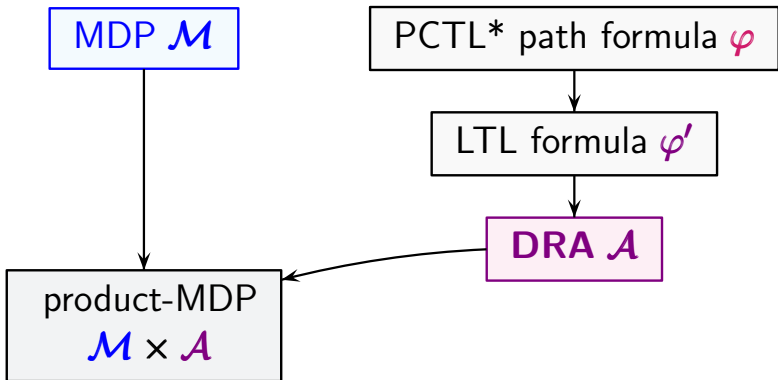 MDP 𝓜
PCTL* path formula φ
LTL formula φ′
DRA 𝓐
product-MDP
𝓜 × 𝓐